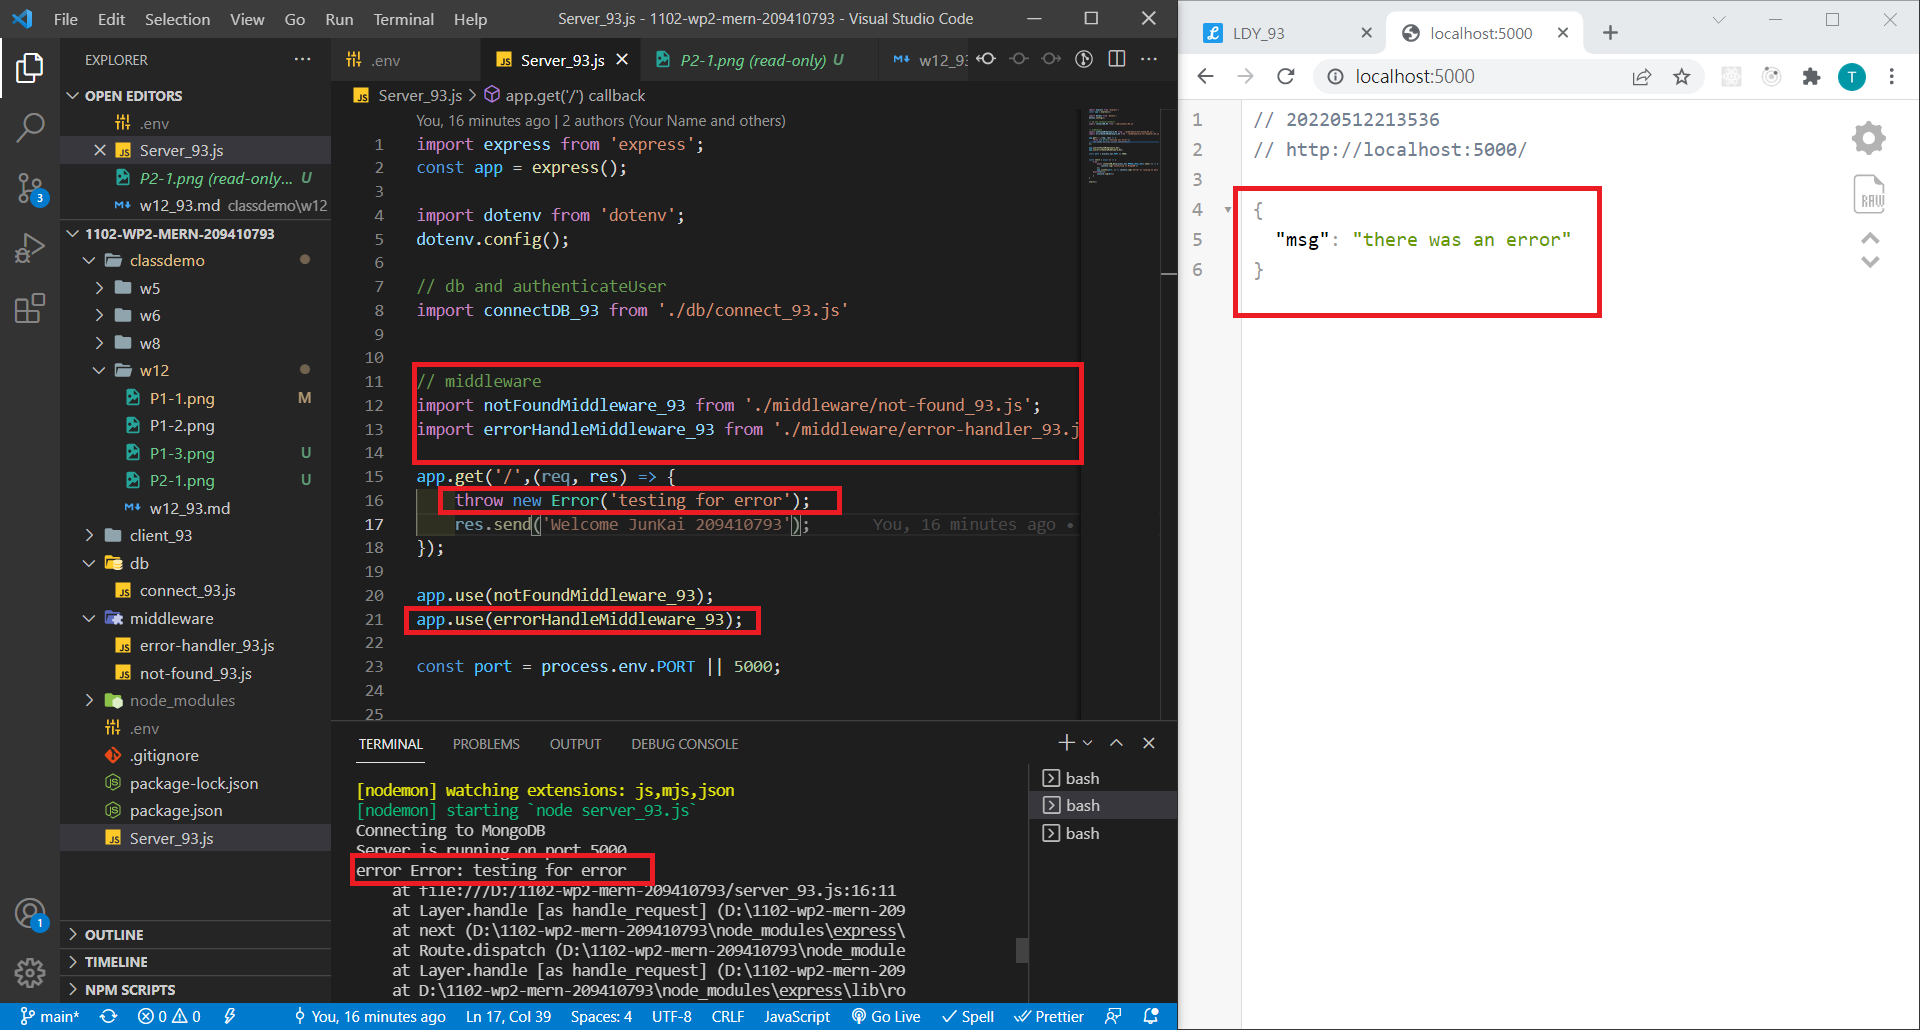 File Edit Selection View Go Run Terminal Help Server_93.js - 1102-wp2-mern-209410793 - Visual Studio Code
EXPLORER
OPEN EDITORS
.env
Server_93.js
P2-1.png (read-only... U
w12_93.md classdemo\w12
1102-WP2-MERN-209410793
classdemo
w5
w6
w8
w12
P1-1.png M
P1-2.png
P1-3.png U
P2-1.png U
w12_93.md
client_93
db
connect_93.js
middleware
error-handler_93.js
not-found_93.js
node_modules
.env
.gitignore
package-lock.json
package.json
Server_93.js
OUTLINE
TIMELINE
NPM SCRIPTS
3
1
.env Server_93.js P2-1.png (read-only) U w12_93
Server_93.js > app.get('/') callback
You, 16 minutes ago | 2 authors (Your Name and others)
1 import express from 'express';
2 const app = express();
3
4 import dotenv from 'dotenv';
5 dotenv.config();
6
7 // db and authenticateUser
8 import connectDB_93 from './db/connect_93.js'
9
10
11 // middleware
12 import notFoundMiddleware_93 from './middleware/not-found_93.js';
13 import errorHandleMiddleware_93 from './middleware/error-handler_93.j
14
15 app.get('/',(req, res) => {
16 throw new Error('testing for error');
17 res.send('Welcome JunKai 209410793'); You, 16 minutes ago •
18 });
19
20 app.use(notFoundMiddleware_93);
21 app.use(errorHandleMiddleware_93);
22
23 const port = process.env.PORT || 5000;
24
25
TERMINAL PROBLEMS OUTPUT DEBUG CONSOLE
[nodemon] watching extensions: js,mjs,json
[nodemon] starting `node server_93.js`
Connecting to MongoDB
Server is running on port 5000
error Error: testing for error
at file:///D:/1102-wp2-mern-209410793/server_93.js:16:11
at Layer.handle [as handle_request] (D:\1102-wp2-mern-209
at next (D:\1102-wp2-mern-209410793\node_modules\express\
at Route.dispatch (D:\1102-wp2-mern-209410793\node_module
at Layer.handle [as handle_request] (D:\1102-wp2-mern-209
at D:\1102-wp2-mern-209410793\node_modules\express\lib\ro
bash
bash
bash
main* 0 0 You, 16 minutes ago Ln 17, Col 39 Spaces: 4 UTF-8 CRLF JavaScript Go Live Spell Prettier
LDY_93 localhost:5000
localhost:5000 T
1 // 20220512213536
2 // http://localhost:5000/
3
4 {
5 "msg": "there was an error"
6 }
RAW